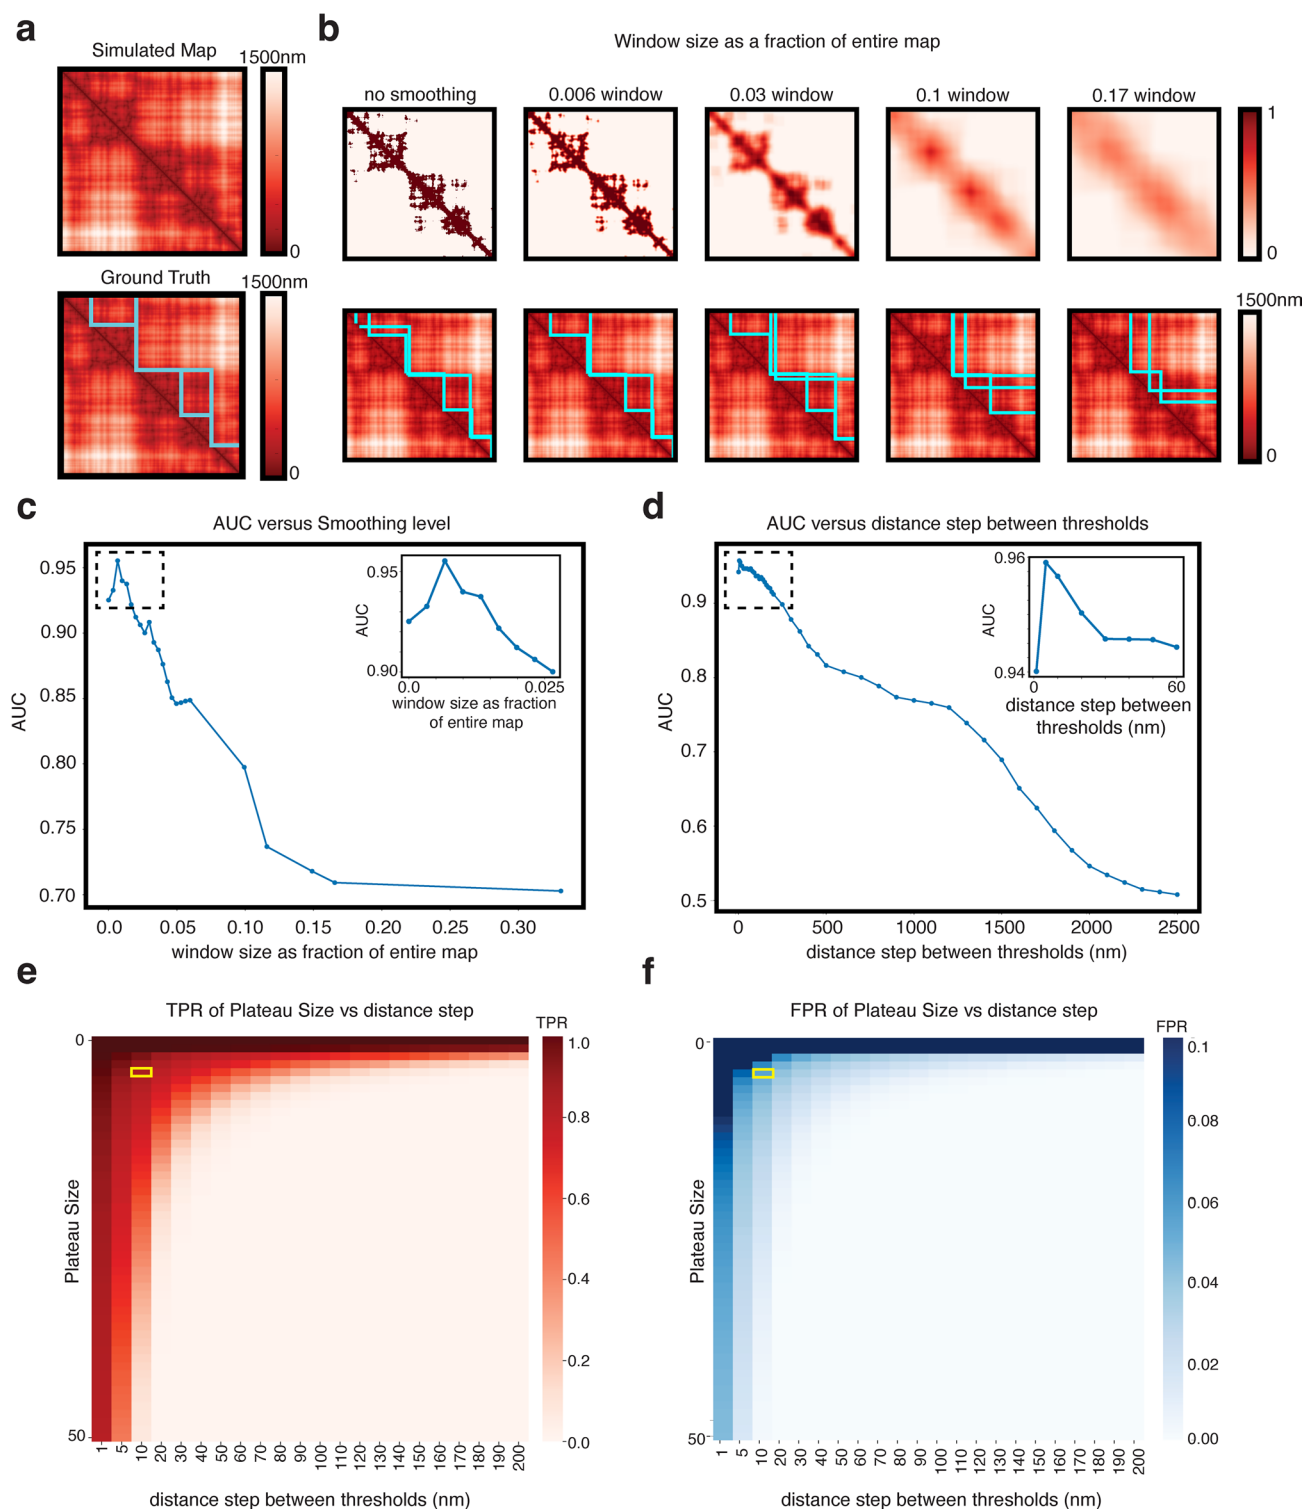 a
Simulated Map
1500nm
0
Ground Truth
1500nm
0
b
Window size as a fraction of entire map
no smoothing
0.006 window
0.03 window
0.1 window
0.17 window
1
0
1500nm
0
c
AUC versus Smoothing level
AUC
0.95
0.90
0.85
0.80
0.75
0.70
0.0
0.05
0.10
0.15
0.20
0.25
0.30
window size as fraction of entire map
AUC
0.95
0.90
0.0
0.025
window size as fraction
of entire map
d
AUC versus distance step between thresholds
AUC
0.9
0.8
0.7
0.6
0.5
0
500
1000
1500
2000
2500
distance step between thresholds (nm)
AUC
0.96
0.94
0
60
distance step between
thresholds (nm)
e
TPR of Plateau Size vs distance step
Plateau Size
0
50
1
5
10
20
30
40
50
60
70
80
90
100
110
120
130
140
150
160
170
180
190
200
distance step between thresholds (nm)
TPR
1.0
0.8
0.6
0.4
0.2
0.0
f
FPR of Plateau Size vs distance step
Plateau Size
0
50
1
5
10
20
30
40
50
60
70
80
90
100
110
120
130
140
150
160
170
180
190
200
distance step between thresholds (nm)
FPR
0.1
0.08
0.06
0.04
0.02
0.00